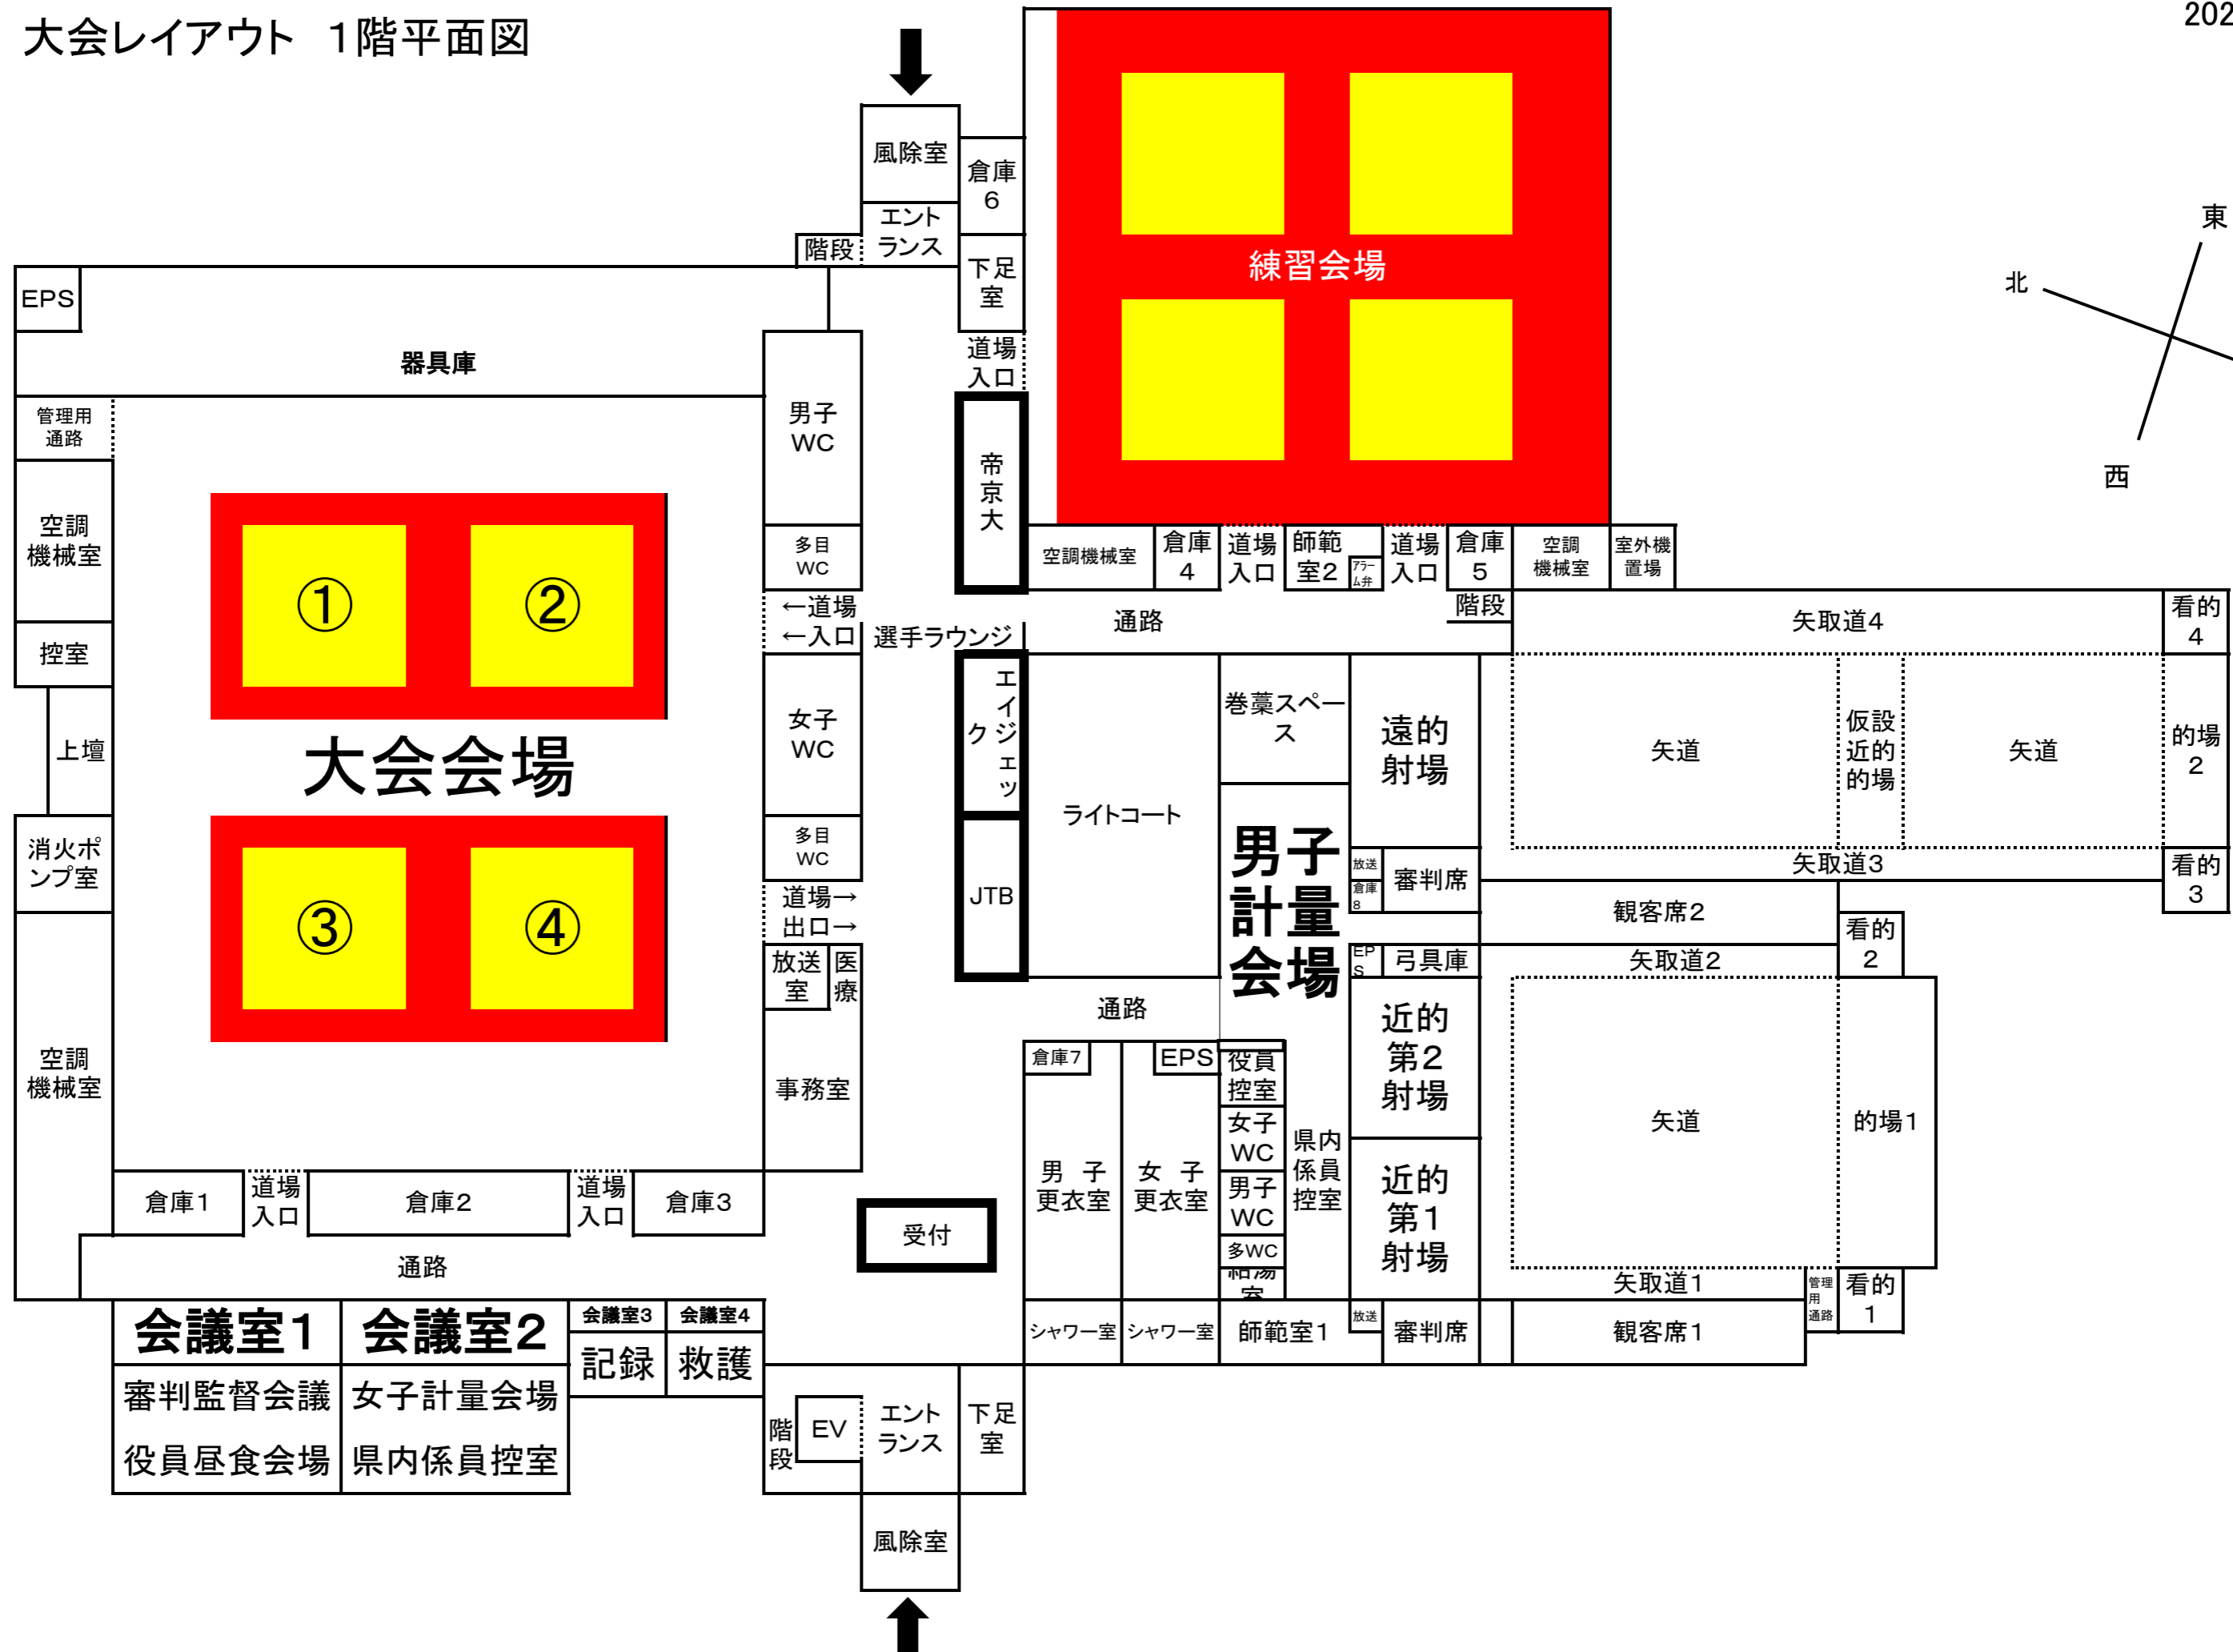 大会レイアウト 1階平面図
202
風除室
倉庫
6
エント
ランス
階段
下足
室
東
北
西
EPS
器具庫
練習会場
道場
入口
管理用
通路
男子
WC
帝
京
大
空調
機械室
①
②
多目
WC
空調機械室
倉庫
4
道場
入口
師範
室2
アラー
ム弁
道場
入口
倉庫
5
空調
機械室
室外機
置場
←道場
←入口
選手ラウンジ
通路
階段
矢取道4
看的
4
控室
上壇
大会会場
女子
WC
エイジェッ
ク
ライトコート
巻藁スペー
ス
遠的
射場
矢道
仮設
近的
的場
矢道
的場
2
消火ポ
ンプ室
多目
WC
JTB
男子
計量
会場
放送
倉庫
8
審判席
矢取道3
看的
3
③
④
道場→
出口→
観客席2
看的
2
放送
室
医
療
EP
S
弓具庫
矢取道2
空調
機械室
事務室
通路
倉庫7
EPS
役員
控室
近的
第2
射場
矢道
的場1
女子
WC
県内
係員
控室
男 子
更衣室
女 子
更衣室
男子
WC
近的
第1
射場
倉庫1
道場
入口
倉庫2
道場
入口
倉庫3
受付
多WC
給湯
室
通路
矢取道1
管理
用
通路
看的
1
会議室1
会議室2
会議室3
会議室4
シャワー室
シャワー室
師範室1
放送
審判席
観客席1
記録
救護
審判監督会議
女子計量会場
役員昼食会場
県内係員控室
階
段
EV
エント
ランス
下足
室
風除室